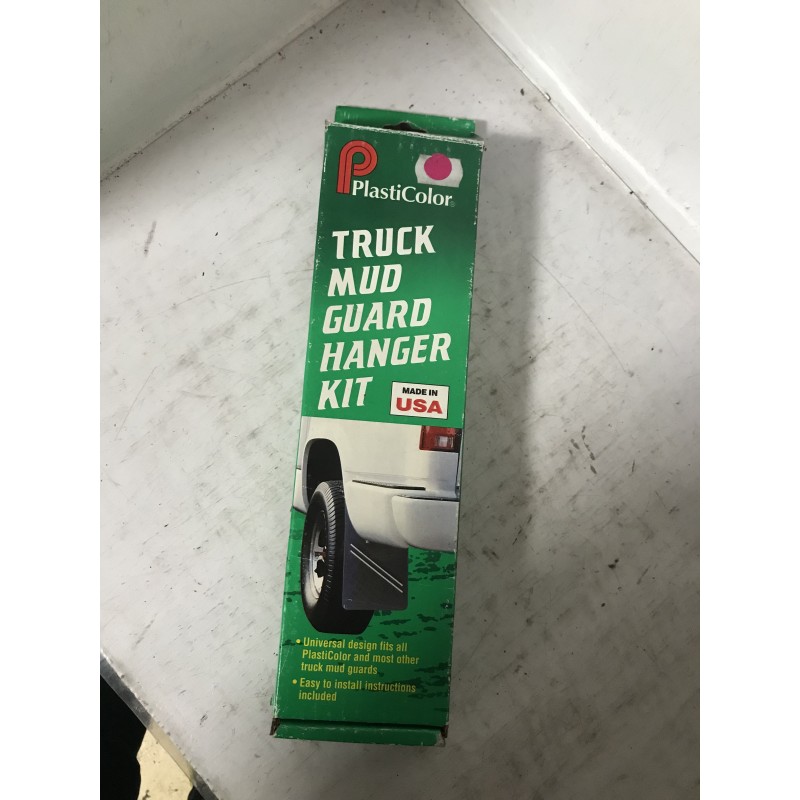 PlastiColor®
TRUCK
MUD
GUARD
HANGER
KIT
MADE IN
USA
• Universal design fits all
PlastiColor and most other
truck mud guards
• Easy to install instructions
included